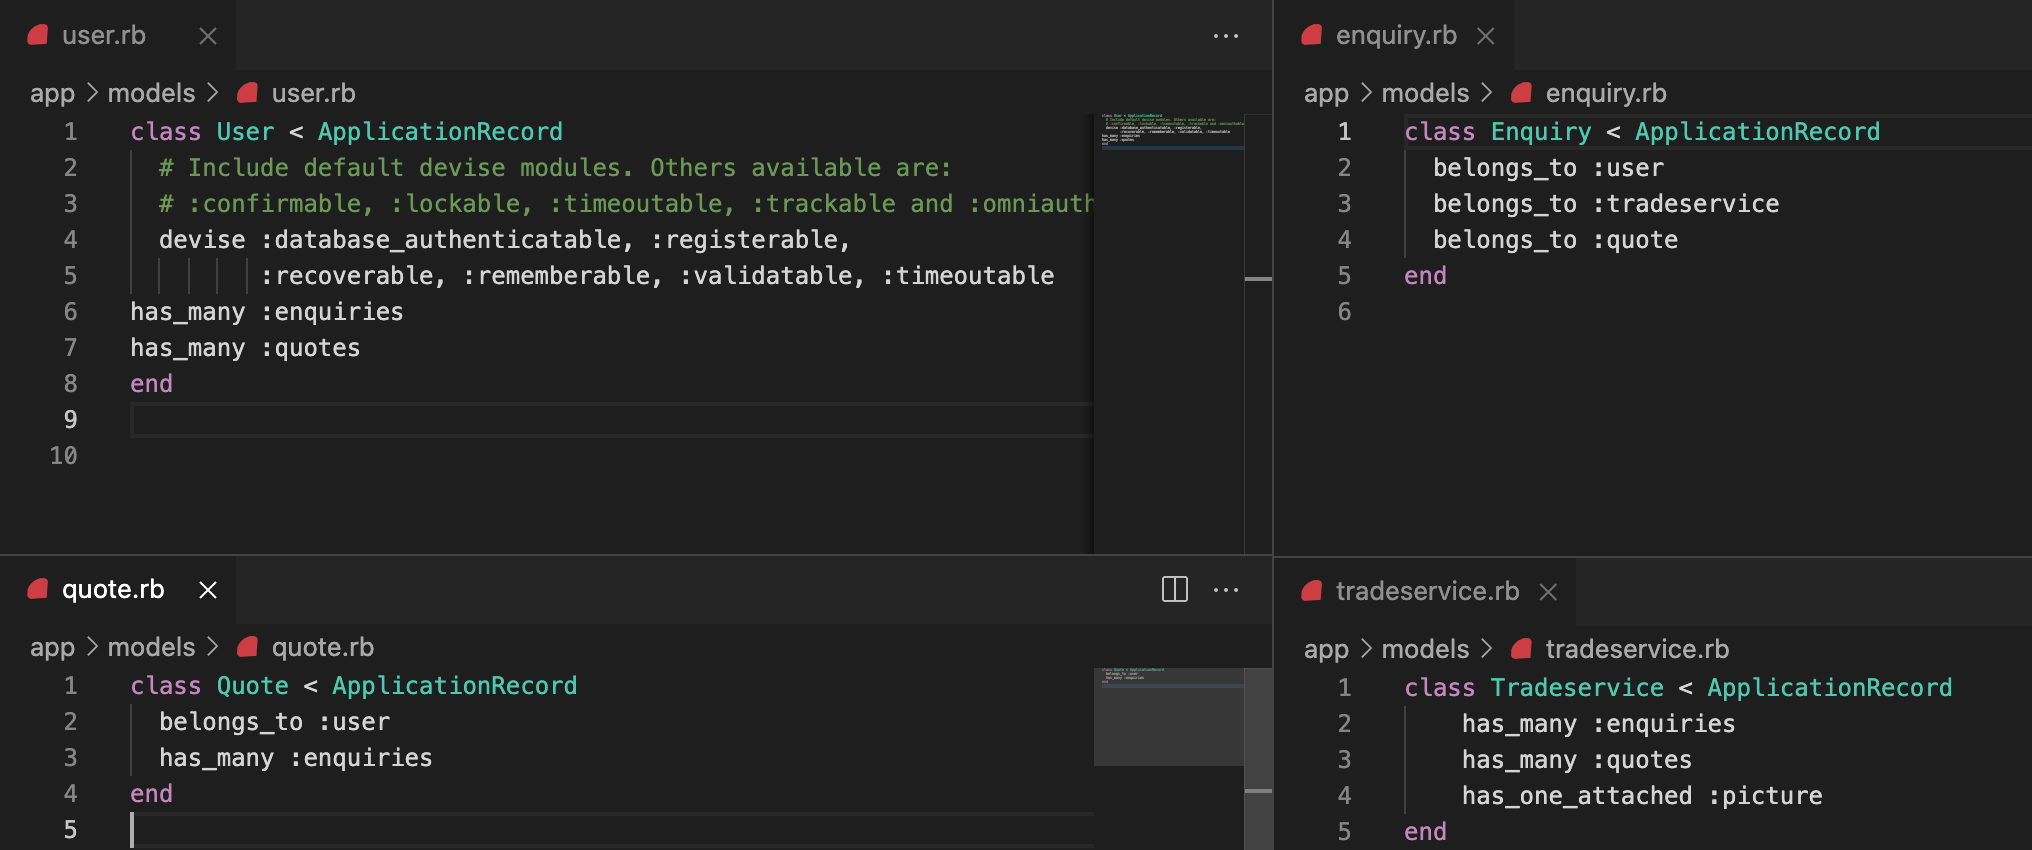 user.rb
app > models > user.rb
1 class User < ApplicationRecord
2   # Include default devise modules. Others available are:
3   # :confirmable, :lockable, :timeoutable, :trackable and :omniauth
4   devise :database_authenticatable, :registerable,
5          :recoverable, :rememberable, :validatable, :timeoutable
6 has_many :enquiries
7 has_many :quotes
8 end
9
10
enquiry.rb
app > models > enquiry.rb
1 class Enquiry < ApplicationRecord
2   belongs_to :user
3   belongs_to :tradeservice
4   belongs_to :quote
5 end
6
quote.rb
app > models > quote.rb
1 class Quote < ApplicationRecord
2   belongs_to :user
3   has_many :enquiries
4 end
5
tradeservice.rb
app > models > tradeservice.rb
1 class Tradeservice < ApplicationRecord
2     has_many :enquiries
3     has_many :quotes
4     has_one_attached :picture
5 end